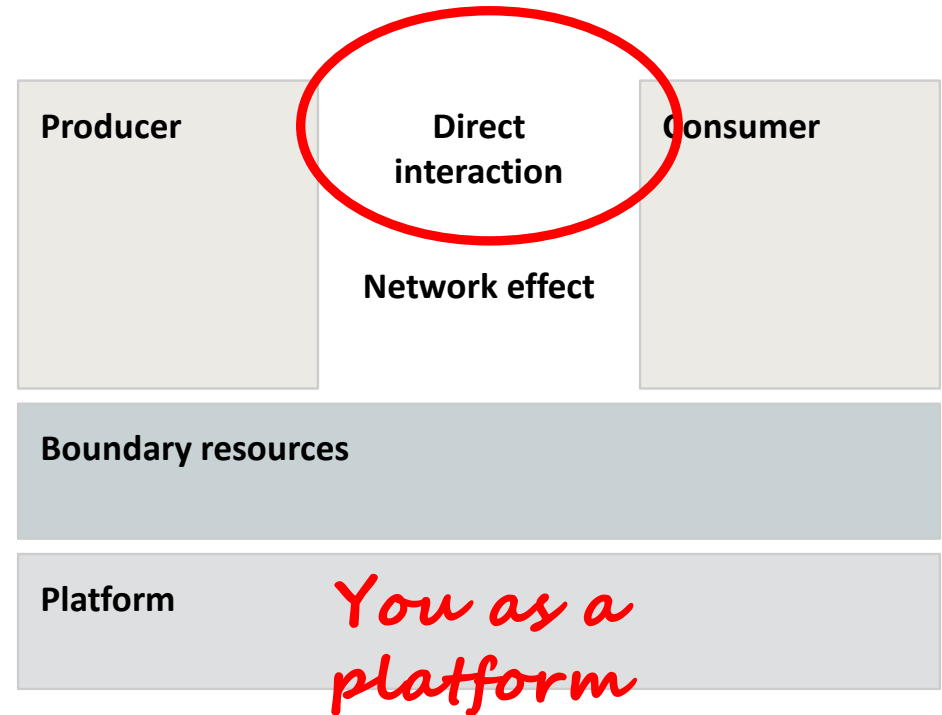 Producer
Direct
interaction
Consumer
Network effect
Boundary resources
Platform
You as a
platform